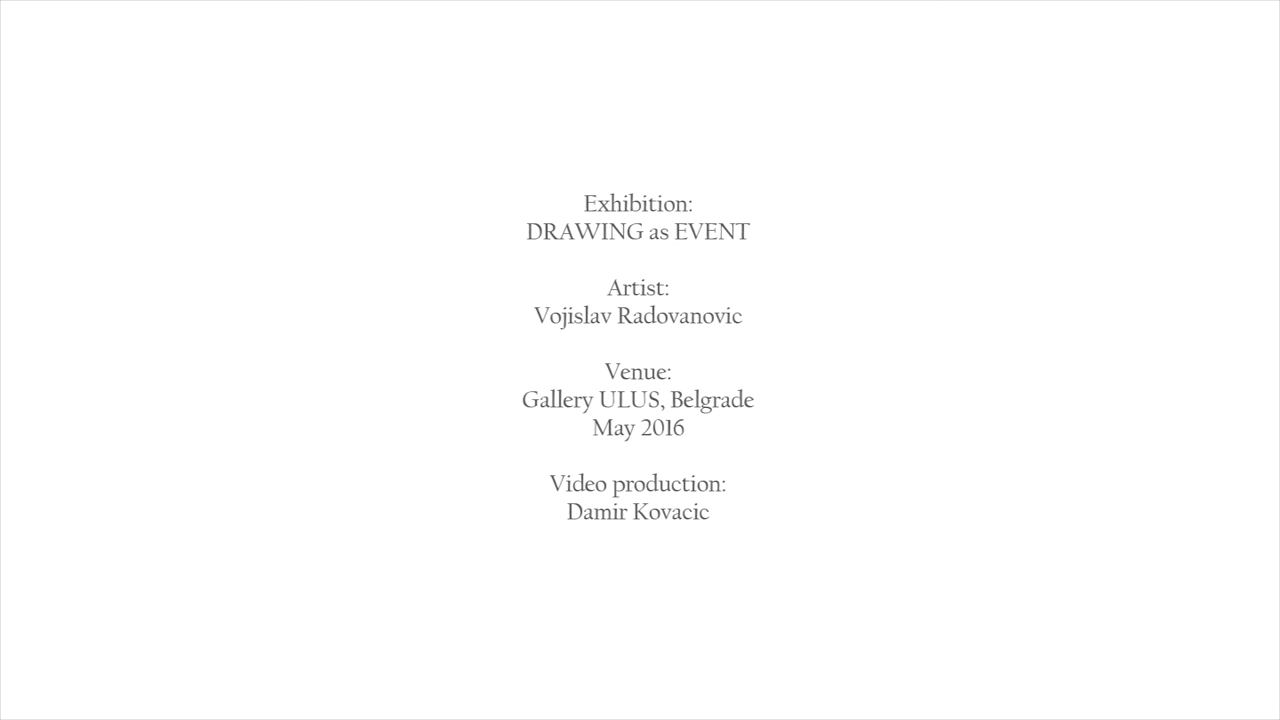 Exhibition:
DRAWING as EVENT
Artist:
Vojislav Radovanovic
Venue:
Gallery ULUS, Belgrade
May 2016
Video production:
Damir Kovacic